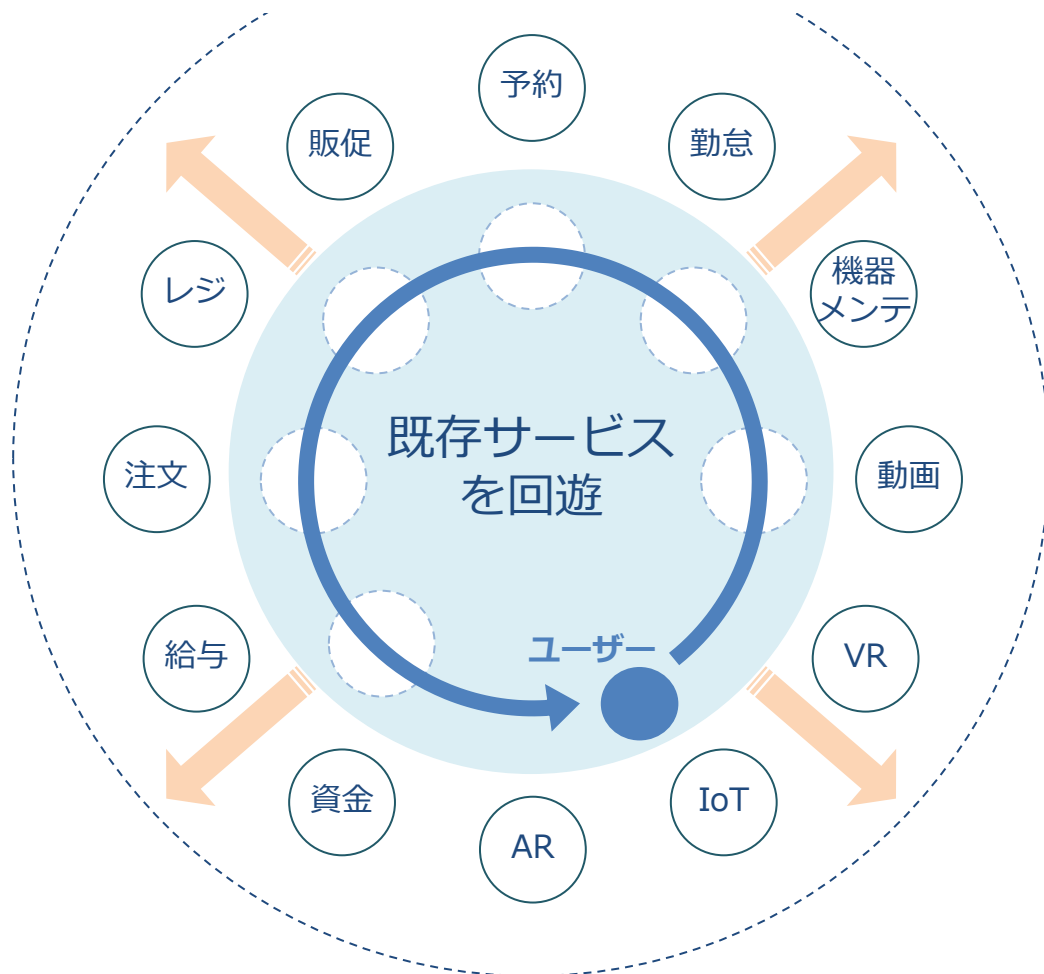 予約
販促
勤怠
レジ
機器
メンテ
既存サービス
を回遊
注文
動画
ユーザー
給与
VR
資金
IoT
AR